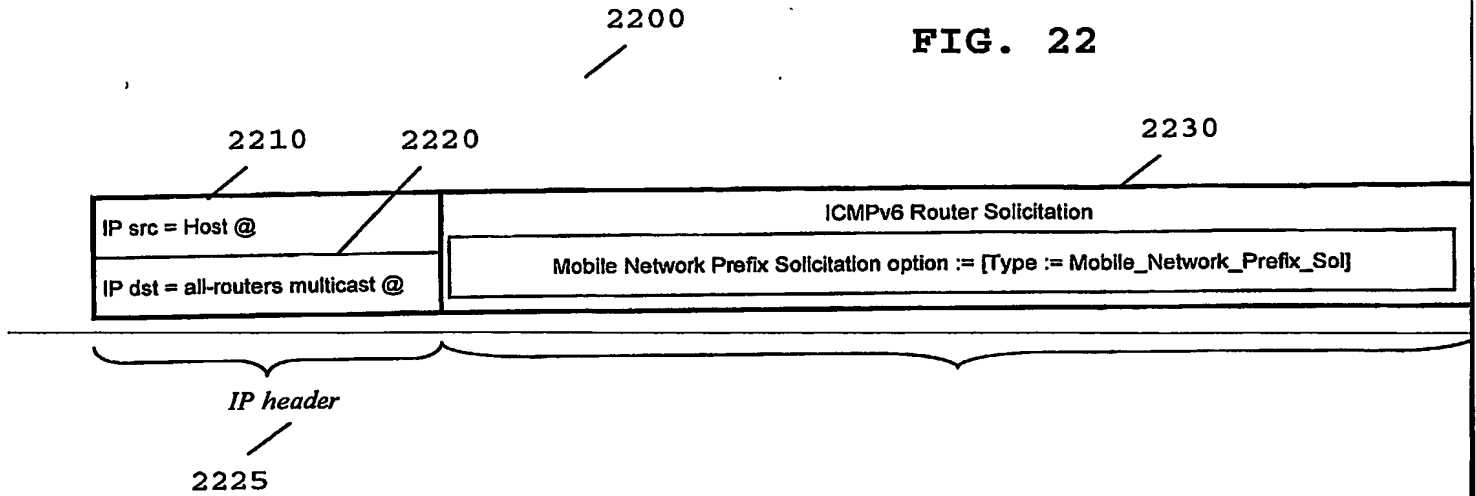 2200
FIG. 22
2210
2220
2230
IP src = Host @
IP dst = all-routers multicast @
ICMPv6 Router Solicitation
Mobile Network Prefix Solicitation option := [Type := Mobile_Network_Prefix_Sol]
IP header
2225